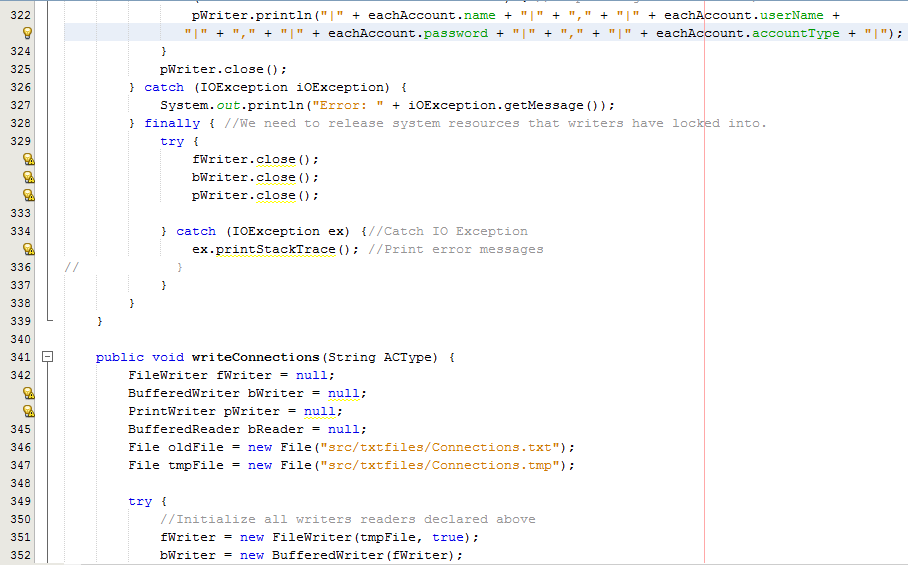 322 pWriter.println("|" + eachAccount.name + "|" + "," + "|" + eachAccount.userName +
"|" + "," + "|" + eachAccount.password + "|" + "," + "|" + eachAccount.accountType + "|");
324 }
325 pWriter.close();
326 } catch (IOException iOException) {
327 System.out.println("Error: " + iOException.getMessage());
328 } finally { //We need to release system resources that writers have locked into.
329 try {
fWriter.close();
bWriter.close();
pWriter.close();
333
334 } catch (IOException ex) {//Catch IO Exception
ex.printStackTrace(); //Print error messages
336 // }
337 }
338 }
339 }
340
341 public void writeConnections(String ACType) {
342 FileWriter fWriter = null;
BufferedWriter bWriter = null;
PrintWriter pWriter = null;
345 BufferedReader bReader = null;
346 File oldFile = new File("src/txtfiles/Connections.txt");
347 File tmpFile = new File("src/txtfiles/Connections.tmp");
348
349 try {
350 //Initialize all writers readers declared above
351 fWriter = new FileWriter(tmpFile, true);
352 bWriter = new BufferedWriter(fWriter);